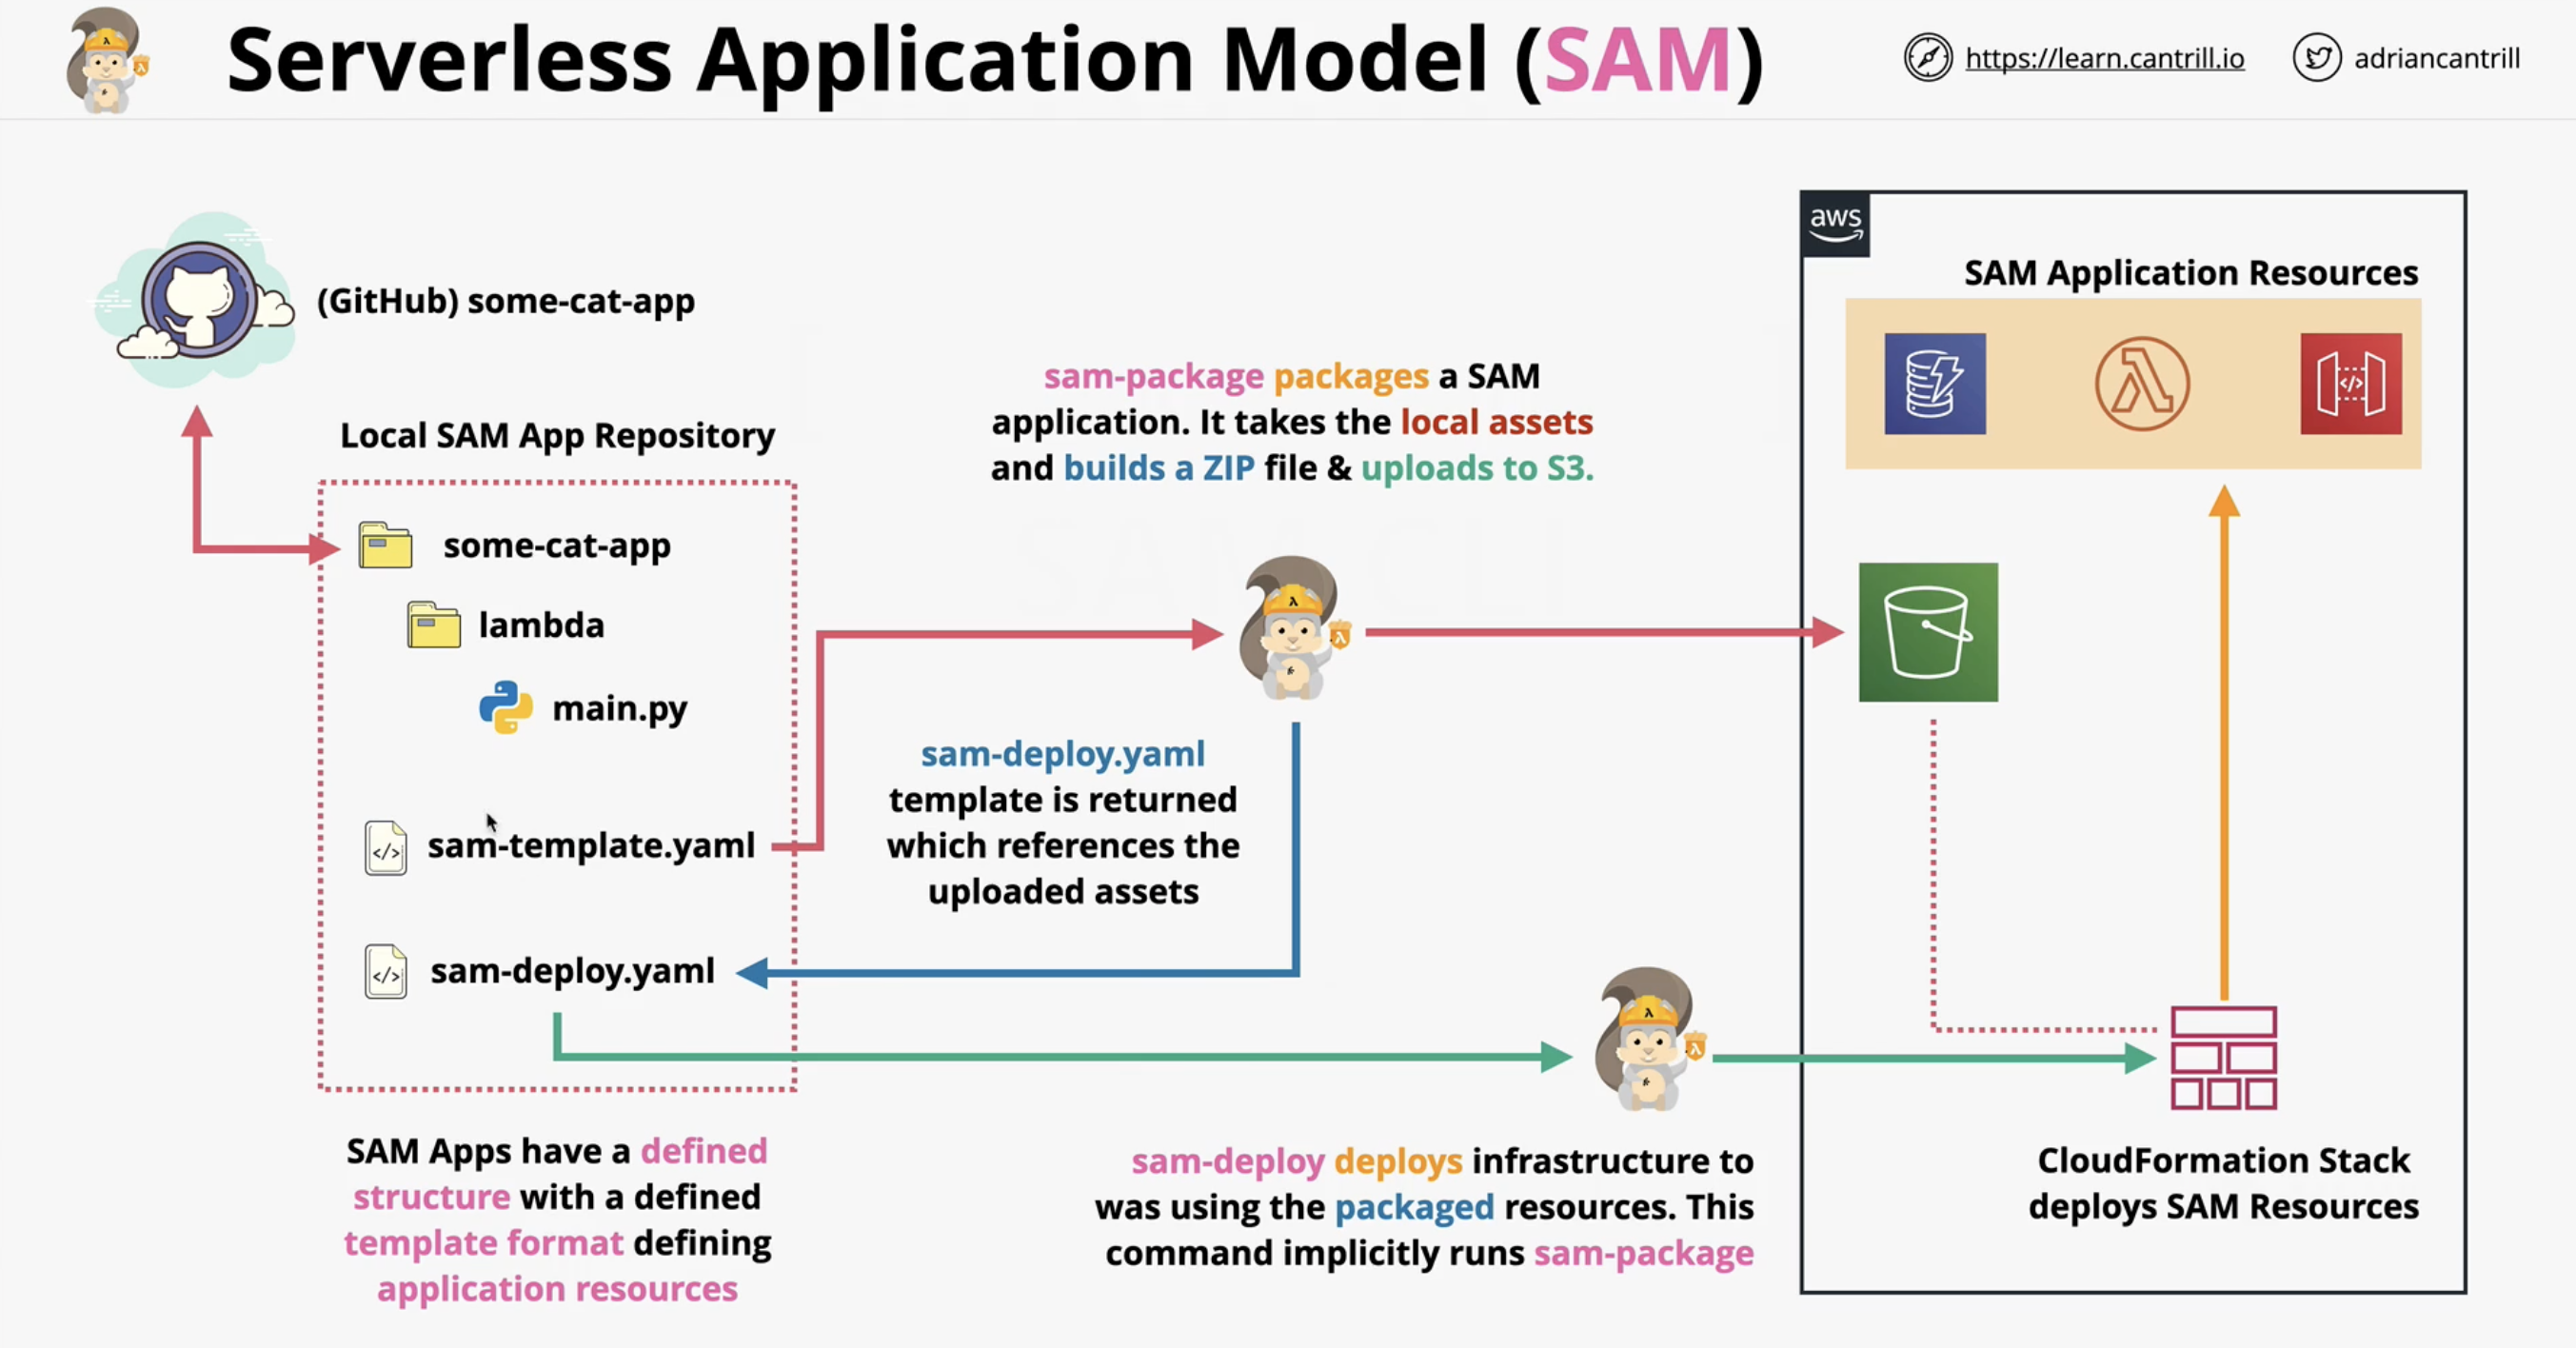 Serverless Application Model (SAM)
https://learn.cantrill.io
adriancantrill
aws
SAM Application Resources
(GitHub) some-cat-app
sam-package packages a SAM
application. It takes the local assets
and builds a ZIP file & uploads to S3.
Local SAM App Repository
some-cat-app
lambda
main.py
sam-template.yaml
sam-deploy.yaml
sam-deploy.yaml
template is returned
which references the
uploaded assets
SAM Apps have a defined
structure with a defined
template format defining
application resources
sam-deploy deploys infrastructure to
was using the packaged resources. This
command implicitly runs sam-package
CloudFormation Stack
deploys SAM Resources